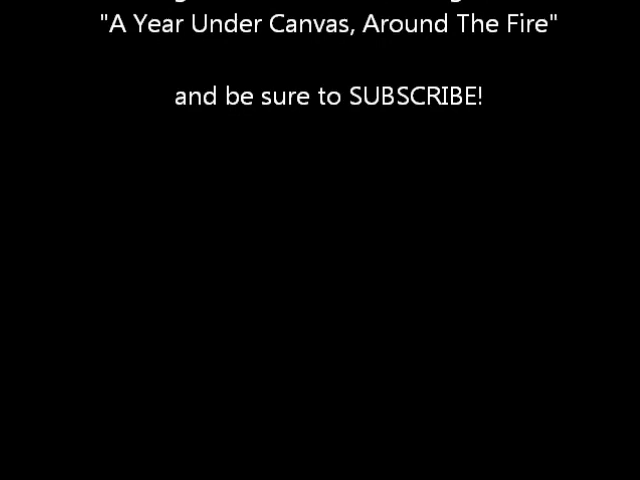 "A Year Under Canvas, Around The Fire"
and be sure to SUBSCRIBE!